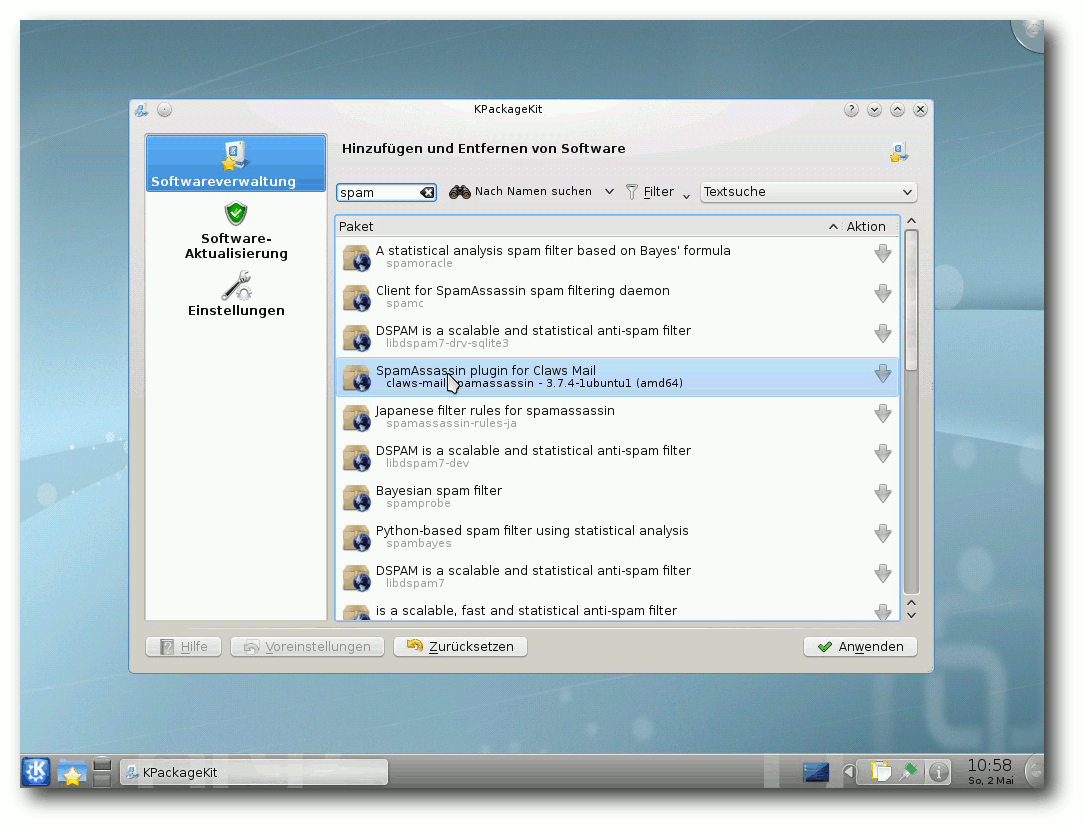 KPackageKit
Softwareverwaltung
Software-
Aktualisierung
Einstellungen
Hinzufügen und Entfernen von Software
spam Nach Namen suchen Filter Textsuche
Paket Aktion
A statistical analysis spam filter based on Bayes' formula
spamoracle
Client for SpamAssassin spam filtering daemon
spamc
DSPAM is a scalable and statistical anti-spam filter
libdspam7-drv-sqlite3
SpamAssassin plugin for Claws Mail
claws-mail pamassassin - 3.7.4-1ubuntu1 (amd64)
Japanese filter rules for spamassassin
spamassassin-rules-ja
DSPAM is a scalable and statistical anti-spam filter
libdspam7-dev
Bayesian spam filter
spamprobe
Python-based spam filter using statistical analysis
spambayes
DSPAM is a scalable and statistical anti-spam filter
libdspam7
is a scalable, fast and statistical anti-spam filter
Hilfe Voreinstellungen Zurücksetzen Anwenden
KPackageKit
10:58
So, 2 Mai